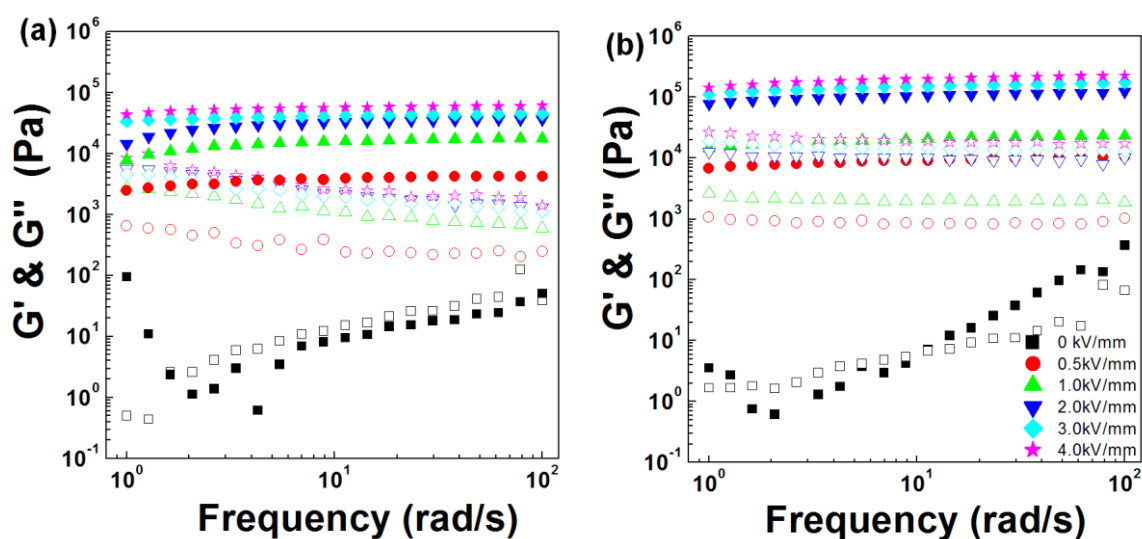 (a)
G' & G'' (Pa)
10^6
10^5
10^4
10^3
10^2
10^1
10^0
10^-1
10^0
10^1
10^2
Frequency (rad/s)
(b)
G' & G'' (Pa)
10^6
10^5
10^4
10^3
10^2
10^1
10^0
10^-1
0 kV/mm
0.5kV/mm
1.0kV/mm
2.0kV/mm
3.0kV/mm
4.0kV/mm
10^0
10^1
10^2
Frequency (rad/s)